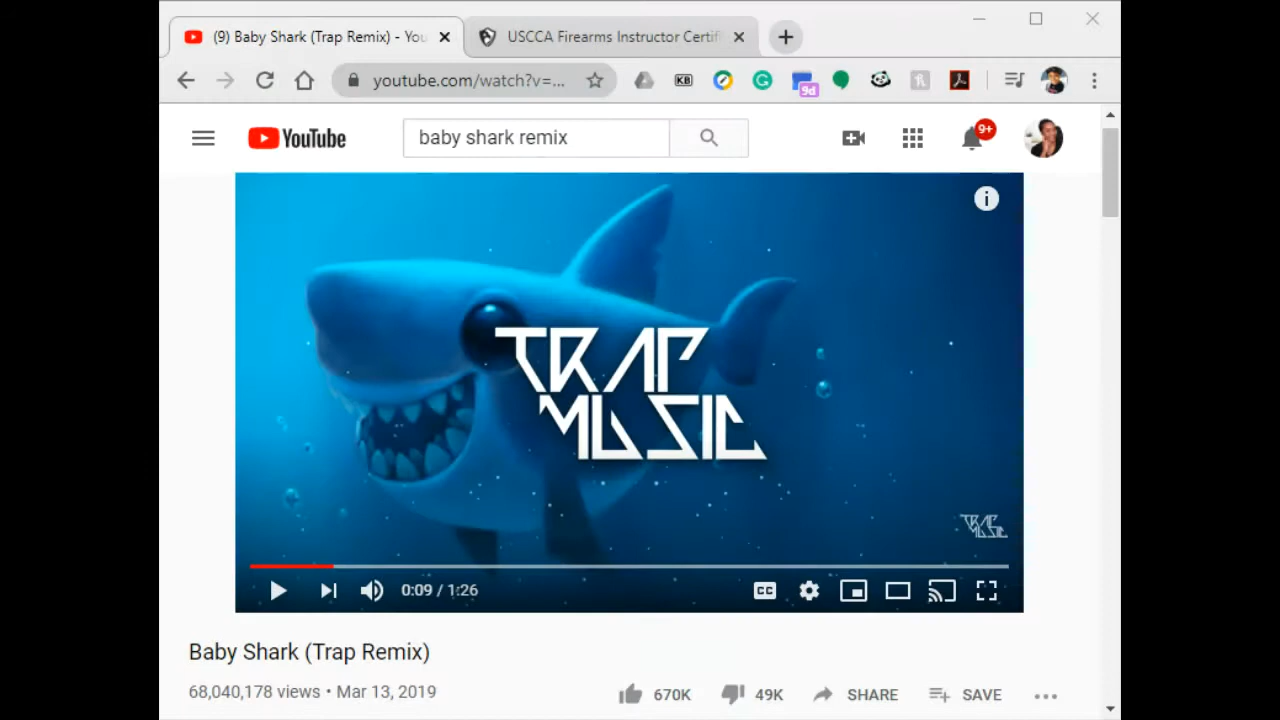 (9) Baby Shark (Trap Remix) - You
USCCA Firearms Instructor Certif
youtube.com/watch?v=...
KB
9d
YouTube
baby shark remix
9+
i
TRAP
MUSIC
TRAP
MUSIC
0:09 / 1:26
CC
Baby Shark (Trap Remix)
68,040,178 views • Mar 13, 2019
670K
49K
SHARE
SAVE